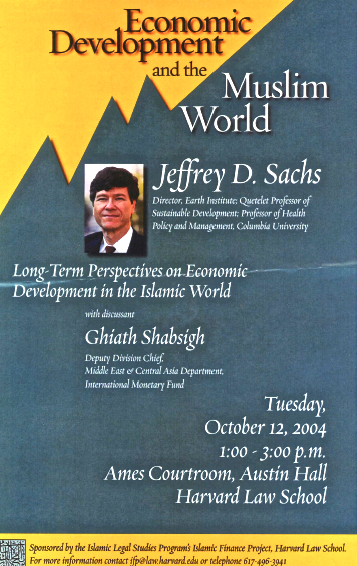 Economic
Development
and the
Muslim
World
Jeffrey D. Sachs
Director, Earth Institute; Quetelet Professor of
Sustainable Development; Professor of Health
Policy and Management, Columbia University
Long-Term Perspectives on Economic
Development in the Islamic World
with discussant
Ghiath Shabsigh
Deputy Division Chief,
Middle East & Central Asia Department,
International Monetary Fund
Tuesday,
October 12, 2004
1:00 - 3:00 p.m.
Ames Courtroom, Austin Hall
Harvard Law School
Sponsored by the Islamic Legal Studies Program's Islamic Finance Project, Harvard Law School.
For more information contact ifp@law.harvard.edu or telephone 617-496-3941